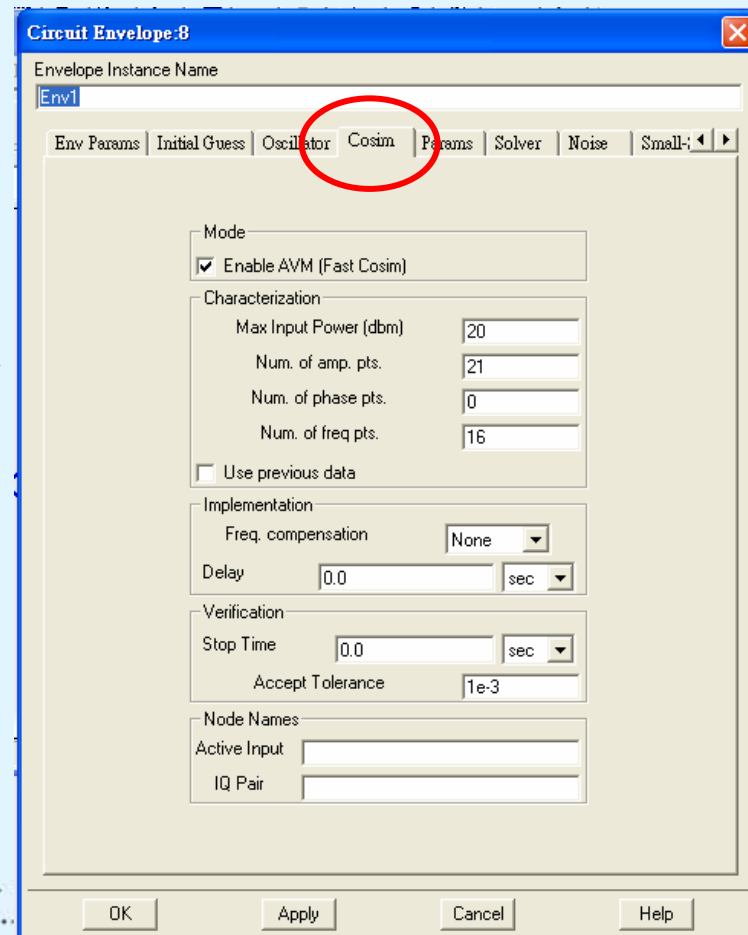 Circuit Envelope:8
Envelope Instance Name
Env1
Env Params Initial Guess Oscillator Cosim Params Solver Noise Small-
Mode
Enable AVM (Fast Cosim)
Characterization
Max Input Power (dbm) 20
Num. of amp. pts. 21
Num. of phase pts. 0
Num. of freq pts. 16
Use previous data
Implementation
Freq. compensation None
Delay 0.0 sec
Verification
Stop Time 0.0 sec
Accept Tolerance 1e-3
Node Names
Active Input
IQ Pair
OK Apply Cancel Help